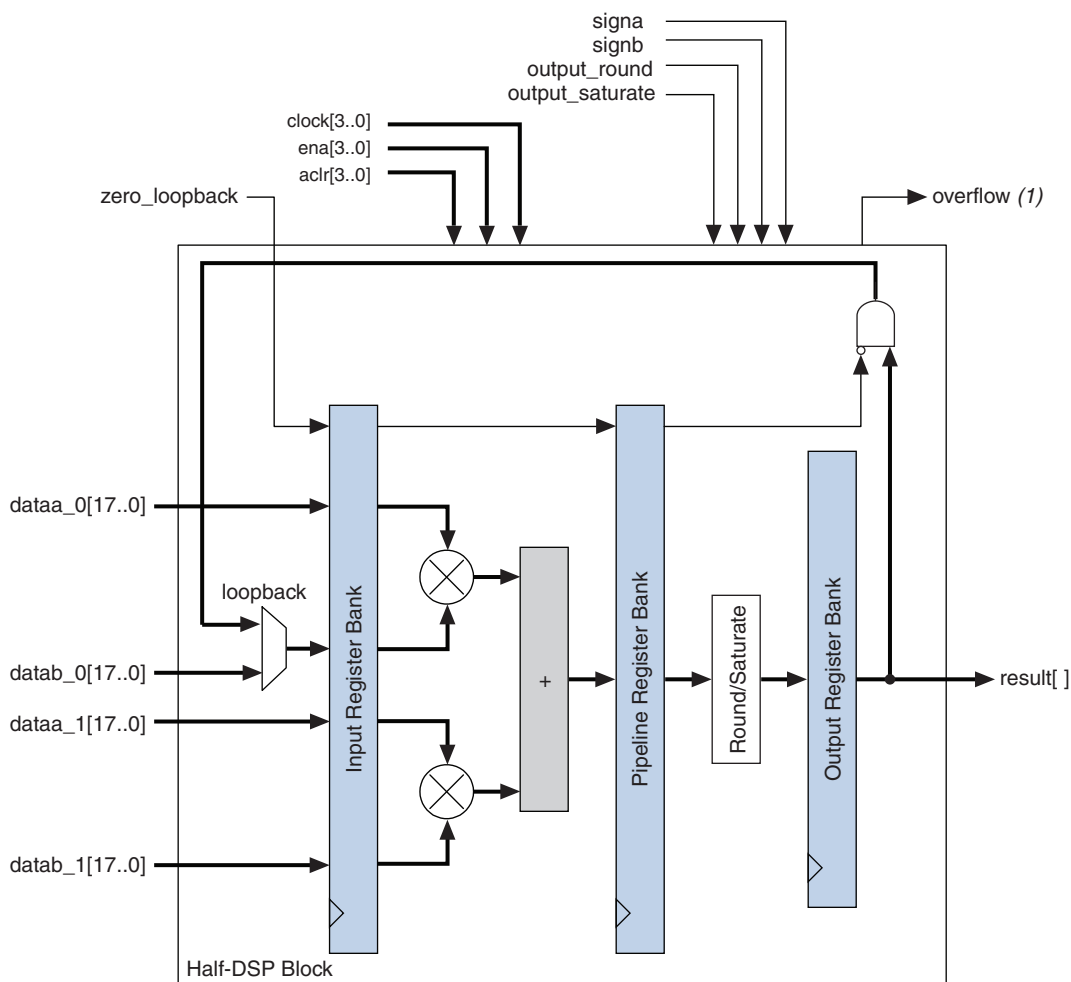 signa
signb
output_round
output_saturate
clock[3..0]
ena[3..0]
aclr[3..0]
zero_loopback
overflow (1)
dataa_0[17..0]
loopback
datab_0[17..0]
dataa_1[17..0]
datab_1[17..0]
Input Register Bank
+
Pipeline Register Bank
Round/Saturate
Output Register Bank
result[ ]
Half-DSP Block